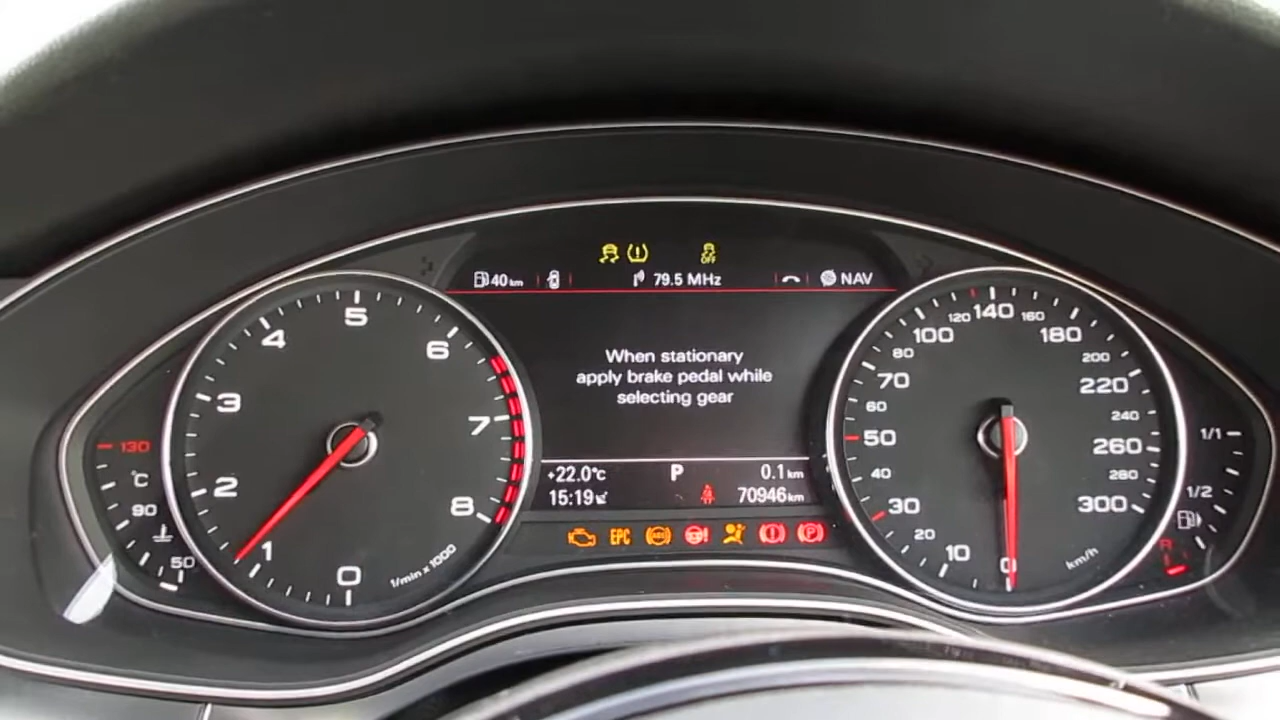 OFF
40 km
79.5 MHz
NAV
When stationary
apply brake pedal while
selecting gear
+22.0°C
P
0.1 km
15:19
70946 km
EPC
ABS
P
130
°C
90
50
0
1
2
3
4
5
6
7
8
1/min x 1000
0
10
20
30
40
50
60
70
80
100
120
140
160
180
200
220
240
260
280
300
km/h
1/1
1/2
R